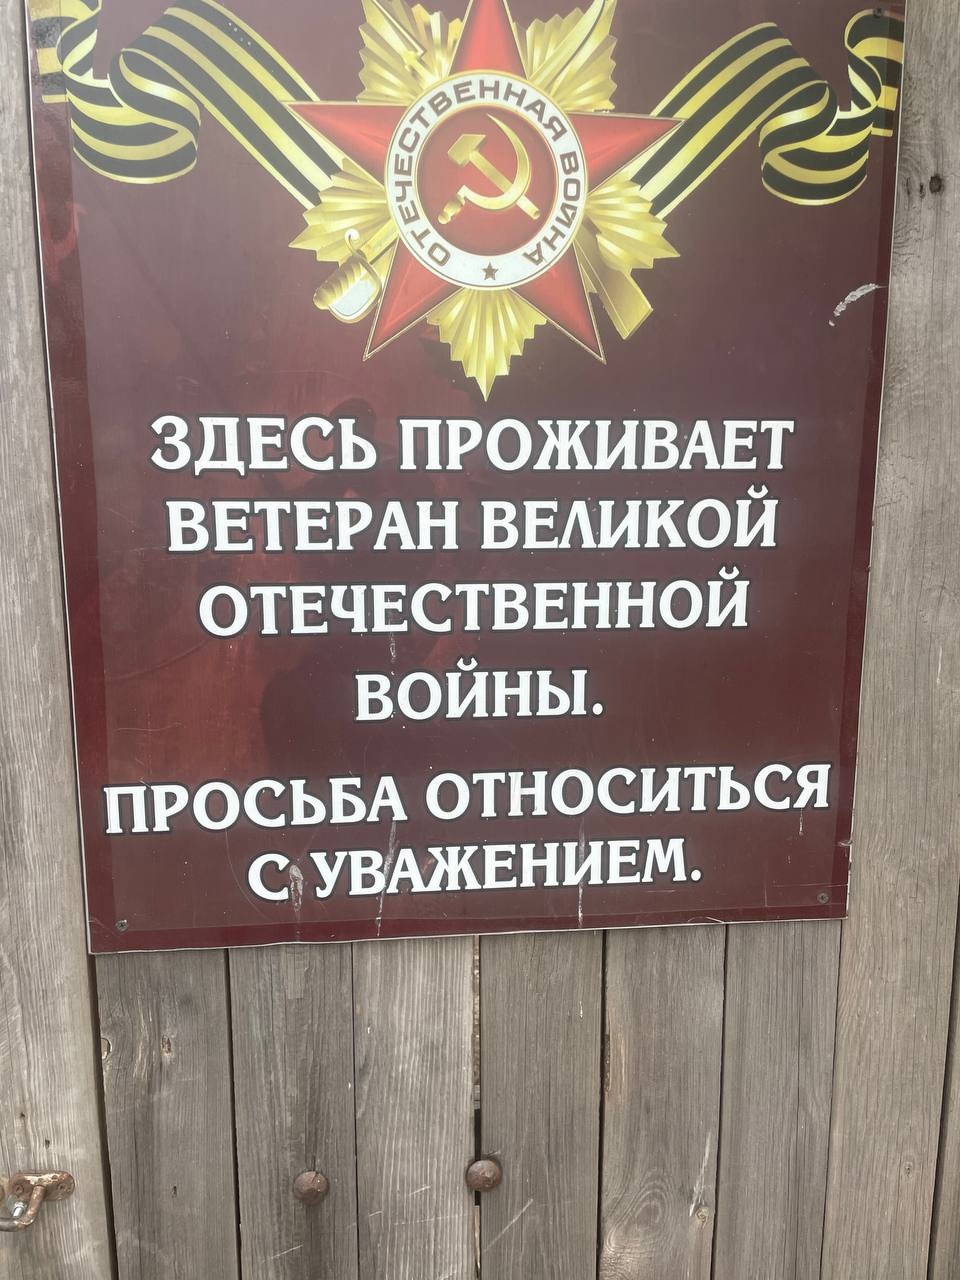 ОТЕЧЕСТВЕННАЯ ВОЙНА
ЗДЕСЬ ПРОЖИВАЕТ
ВЕТЕРАН ВЕЛИКОЙ
ОТЕЧЕСТВЕННОЙ
ВОЙНЫ.
ПРОСЬБА ОТНОСИТЬСЯ
С УВАЖЕНИЕМ.